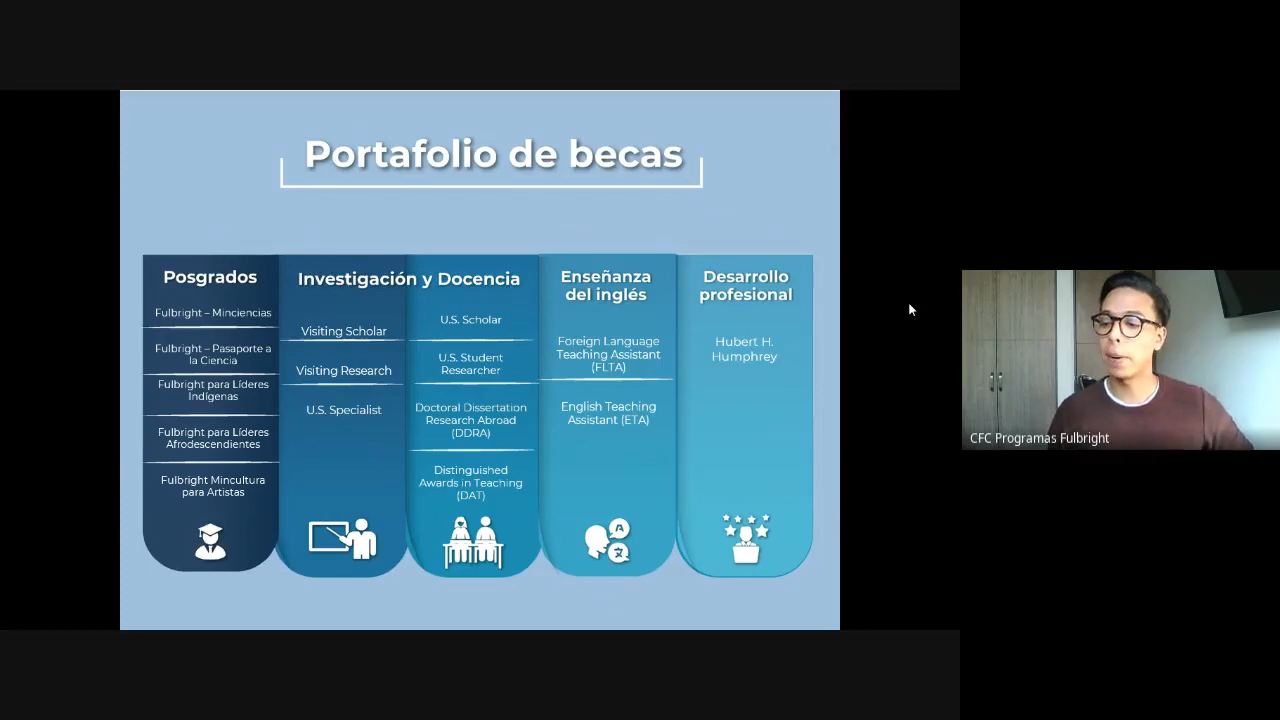 Portafolio de becas
Posgrados
Fulbright – Minciencias
Fulbright – Pasaporte a
la Ciencia
Fulbright para Líderes
Indígenas
Fulbright para Líderes
Afrodescendientes
Fulbright Mincultura
para Artistas
Investigación y Docencia
Visiting Scholar
Visiting Research
U.S. Specialist
U.S. Scholar
U.S. Student
Researcher
Doctoral Dissertation
Research Abroad
(DDRA)
Distinguished
Awards in Teaching
(DAT)
Enseñanza
del inglés
Foreign Language
Teaching Assistant
(FLTA)
English Teaching
Assistant (ETA)
A
文
Desarrollo
profesional
Hubert H.
Humphrey
CFC Programas Fulbright